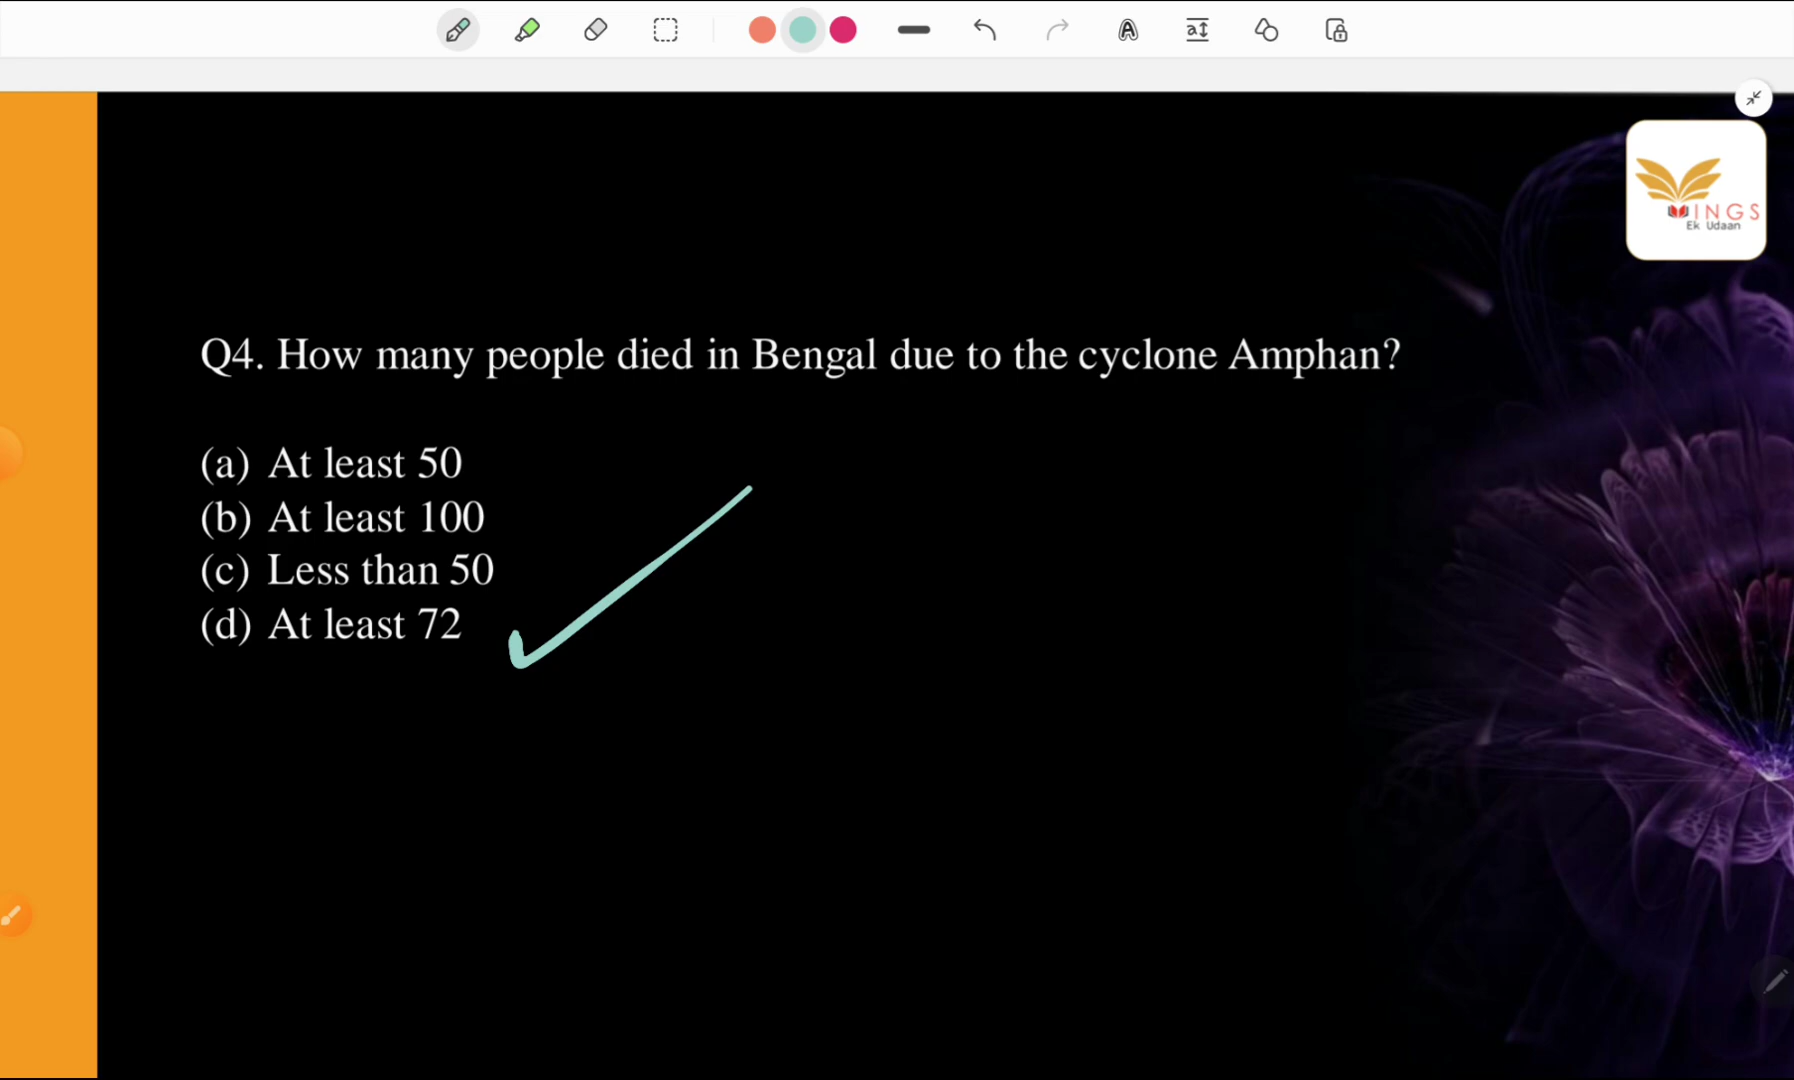 WINGS
Ek Udaan
Q4. How many people died in Bengal due to the cyclone Amphan?
(a) At least 50
(b) At least 100
(c) Less than 50
(d) At least 72